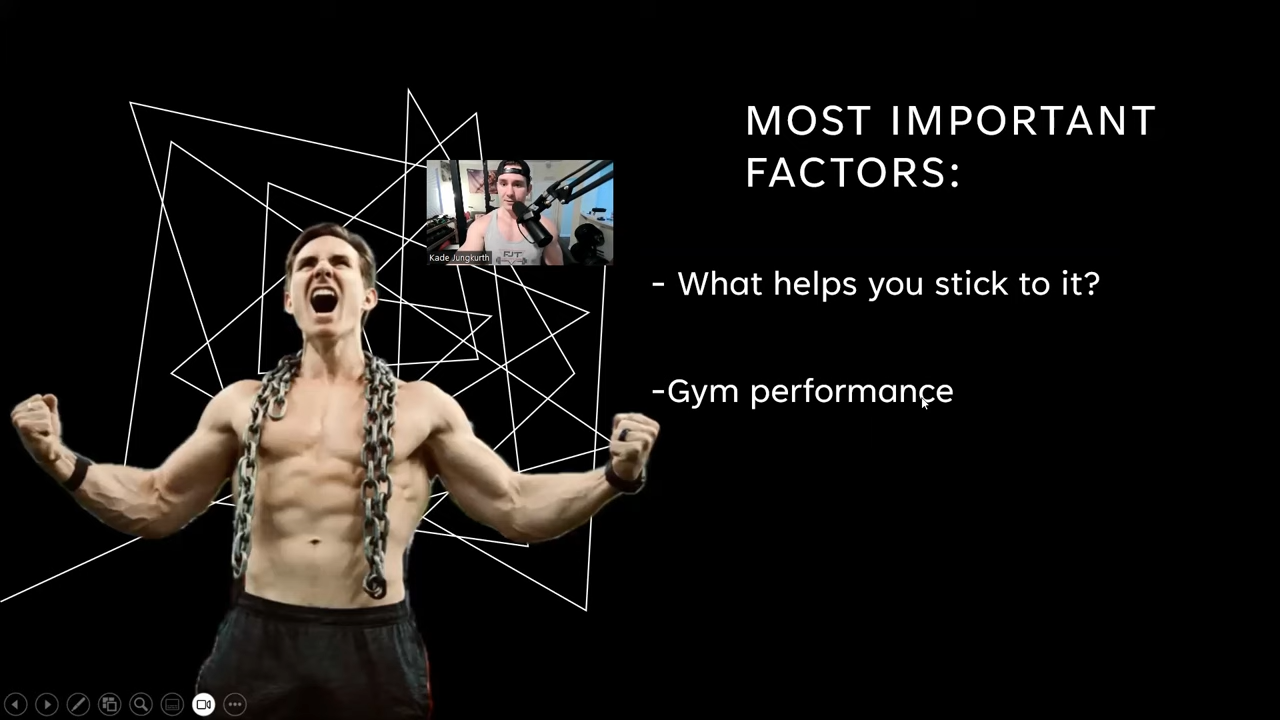 MOST IMPORTANT
FACTORS:
Kade Jungkurth
- What helps you stick to it?
-Gym performance